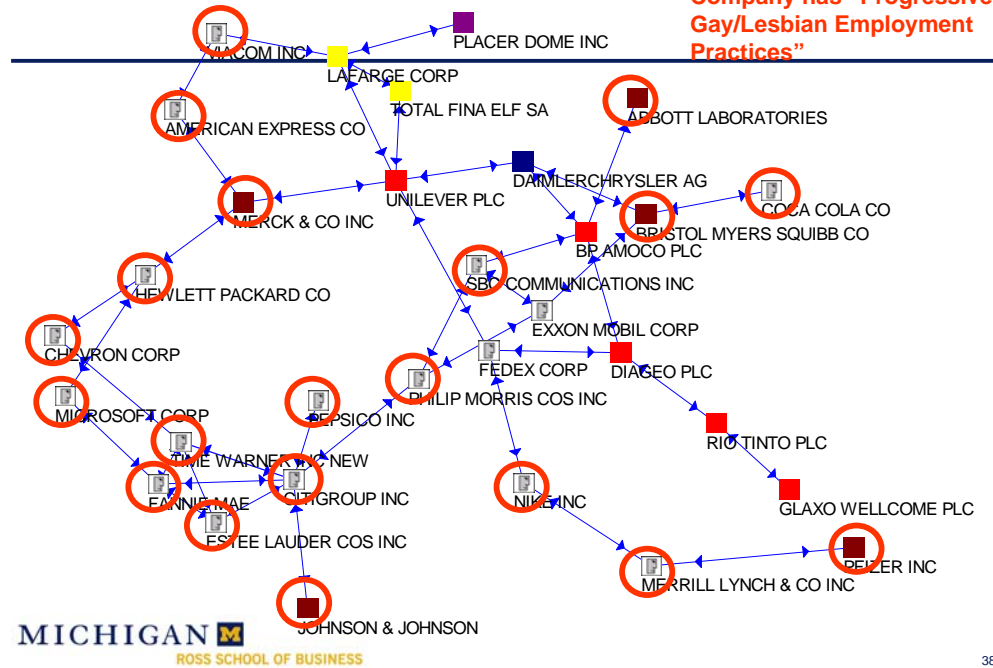 Company has "Progressive
Gay/Lesbian Employment
Practices"
PLACER DOME INC
VIACOM INC
LAFARGE CORP
TOTAL FINA ELF SA
ABBOTT LABORATORIES
AMERICAN EXPRESS CO
DAIMLERCHRYSLER AG
UNILEVER PLC
COCA COLA CO
MERCK & CO INC
BRISTOL MYERS SQUIBB CO
BP AMOCO PLC
SBC COMMUNICATIONS INC
HEWLETT PACKARD CO
EXXON MOBIL CORP
CHEVRON CORP
FEDEX CORP
DIAGEO PLC
PHILIP MORRIS COS INC
MICROSOFT CORP
PEPSICO INC
RIO TINTO PLC
TIME WARNER INC NEW
FANNIE MAE
CITIGROUP INC
NIKE INC
GLAXO WELLCOME PLC
ESTEE LAUDER COS INC
PFIZER INC
MERRILL LYNCH & CO INC
JOHNSON & JOHNSON
MICHIGAN M
ROSS SCHOOL OF BUSINESS
38